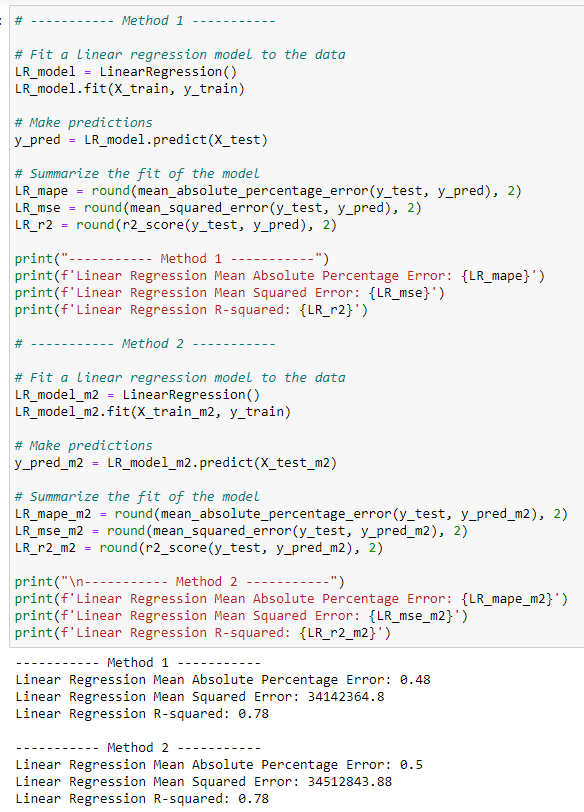 # ----------- Method 1 -----------
# Fit a linear regression model to the data
LR_model = LinearRegression()
LR_model.fit(X_train, y_train)
# Make predictions
y_pred = LR_model.predict(X_test)
# Summarize the fit of the model
LR_mape = round(mean_absolute_percentage_error(y_test, y_pred), 2)
LR_mse = round(mean_squared_error(y_test, y_pred), 2)
LR_r2 = round(r2_score(y_test, y_pred), 2)
print("----------- Method 1 -----------")
print(f'Linear Regression Mean Absolute Percentage Error: {LR_mape}')
print(f'Linear Regression Mean Squared Error: {LR_mse}')
print(f'Linear Regression R-squared: {LR_r2}')
# ----------- Method 2 -----------
# Fit a linear regression model to the data
LR_model_m2 = LinearRegression()
LR_model_m2.fit(X_train_m2, y_train)
# Make predictions
y_pred_m2 = LR_model_m2.predict(X_test_m2)
# Summarize the fit of the model
LR_mape_m2 = round(mean_absolute_percentage_error(y_test, y_pred_m2), 2)
LR_mse_m2 = round(mean_squared_error(y_test, y_pred_m2), 2)
LR_r2_m2 = round(r2_score(y_test, y_pred_m2), 2)
print("\n----------- Method 2 -----------")
print(f'Linear Regression Mean Absolute Percentage Error: {LR_mape_m2}')
print(f'Linear Regression Mean Squared Error: {LR_mse_m2}')
print(f'Linear Regression R-squared: {LR_r2_m2}')
----------- Method 1 -----------
Linear Regression Mean Absolute Percentage Error: 0.48
Linear Regression Mean Squared Error: 34142364.8
Linear Regression R-squared: 0.78
----------- Method 2 -----------
Linear Regression Mean Absolute Percentage Error: 0.5
Linear Regression Mean Squared Error: 34512843.88
Linear Regression R-squared: 0.78